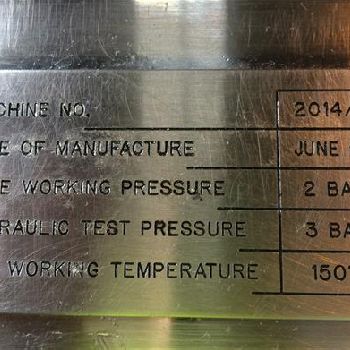 CHINE NO. 2014/
E OF MANUFACTURE JUNE
E WORKING PRESSURE 2 BA
RAULIC TEST PRESSURE 3 BA
WORKING TEMPERATURE 150